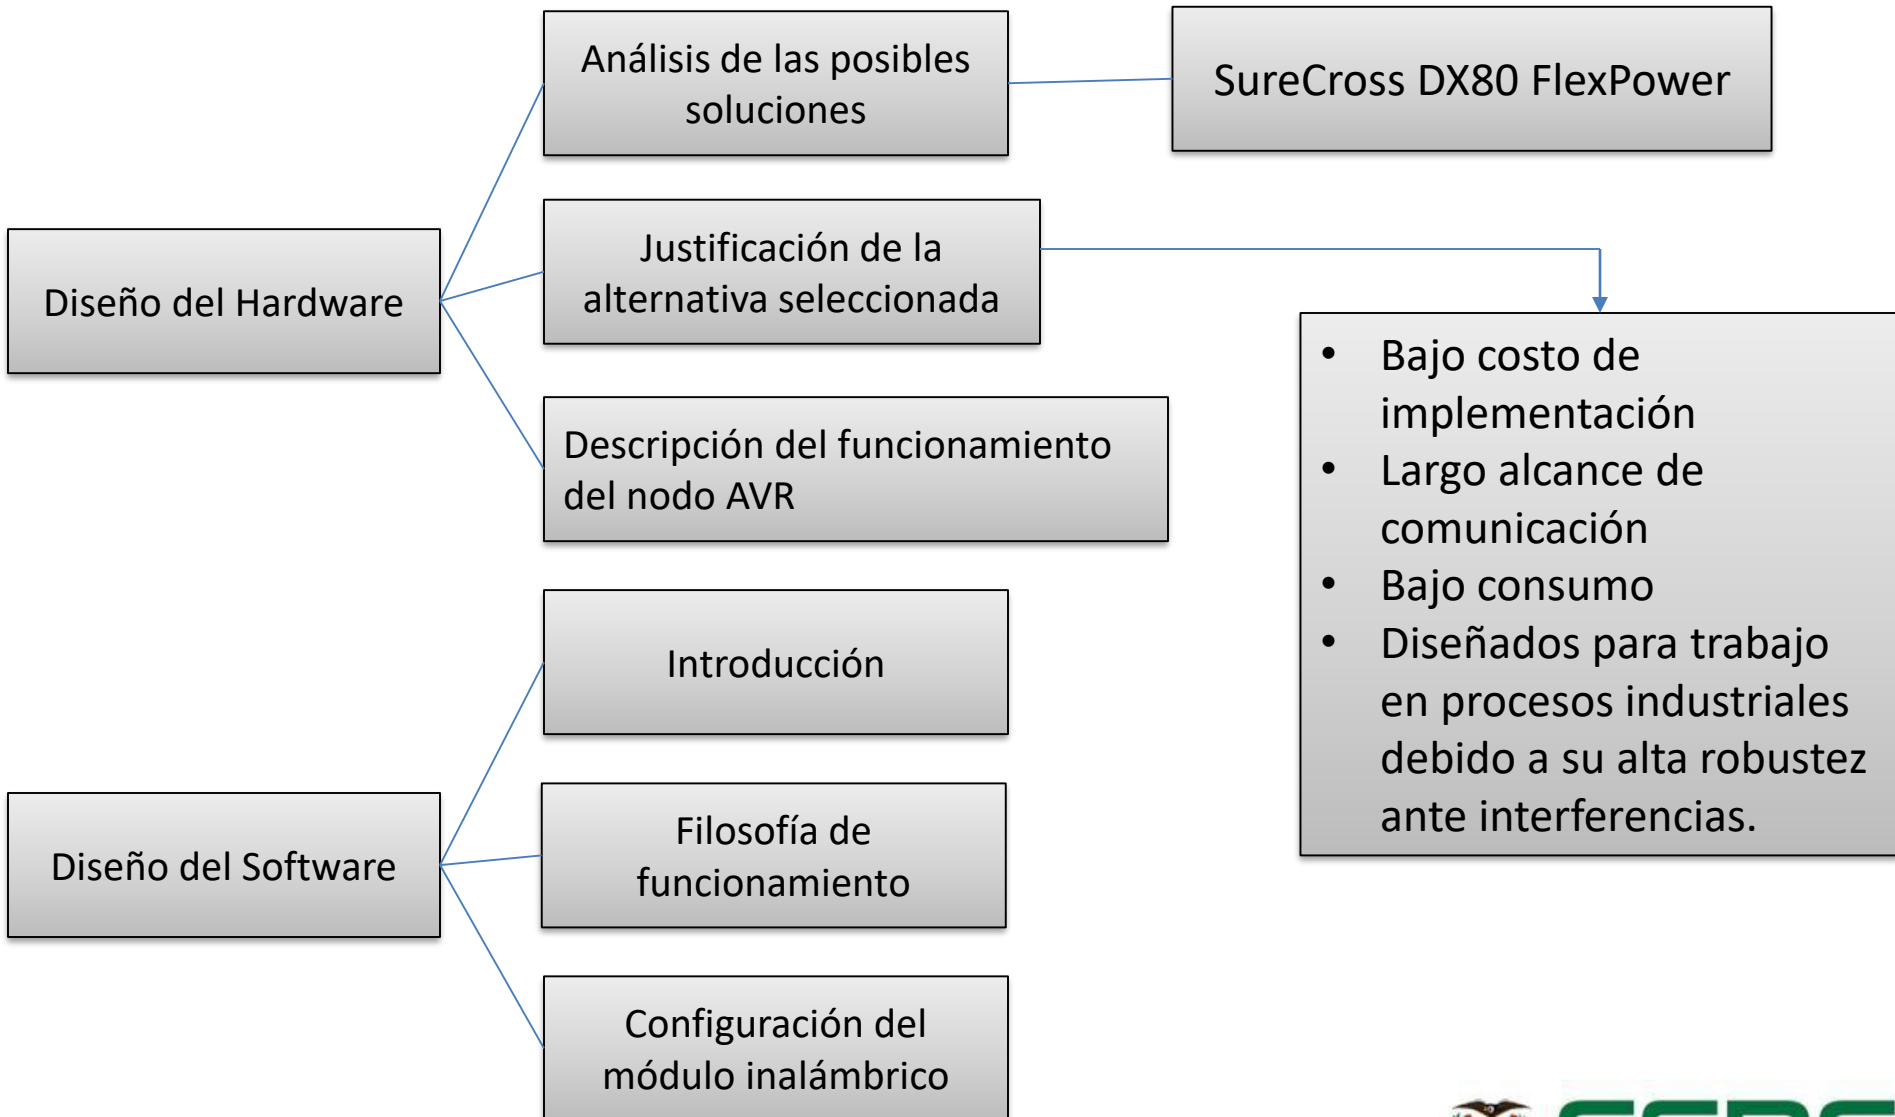 Análisis de las posibles
soluciones
SureCross DX80 FlexPower
Diseño del Hardware
Justificación de la
alternativa seleccionada
Descripción del funcionamiento
del nodo AVR
• Bajo costo de
implementación
• Largo alcance de
comunicación
• Bajo consumo
• Diseñados para trabajo
en procesos industriales
debido a su alta robustez
ante interferencias.
Diseño del Software
Introducción
Filosofía de
funcionamiento
Configuración del
módulo inalámbrico